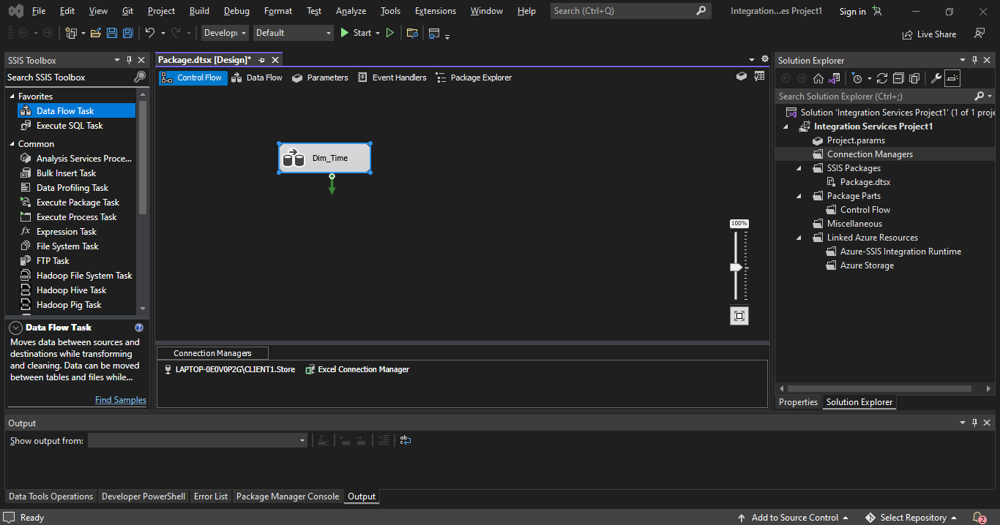 File Edit View Git Project Build Debug Format Test Analyze Tools Extensions Window Help Search (Ctrl+Q) Integration...es Project1 Sign in
Develop Default Start Live Share
SSIS Toolbox
Search SSIS Toolbox
Favorites
Data Flow Task
Execute SQL Task
Common
Analysis Services Proce...
Bulk Insert Task
Data Profiling Task
Execute Package Task
Execute Process Task
Expression Task
File System Task
FTP Task
Hadoop File System Task
Hadoop Hive Task
Hadoop Pig Task
Data Flow Task
Moves data between sources and
destinations while transforming
and cleaning. Data can be moved
between tables and files while...
Find Samples
Package.dtsx [Design]*
Control Flow Data Flow Parameters Event Handlers Package Explorer
Dim_Time
100%
Connection Managers
LAPTOP-0E0V0P2G\CLIENT1.Store Excel Connection Manager
Solution Explorer
Search Solution Explorer (Ctrl+;)
Solution 'Integration Services Project1' (1 of 1 proje
Integration Services Project1
Project.params
Connection Managers
SSIS Packages
Package.dtsx
Package Parts
Control Flow
Miscellaneous
Linked Azure Resources
Azure-SSIS Integration Runtime
Azure Storage
Properties Solution Explorer
Output
Show output from:
Data Tools Operations Developer PowerShell Error List Package Manager Console Output
Ready Add to Source Control Select Repository 2